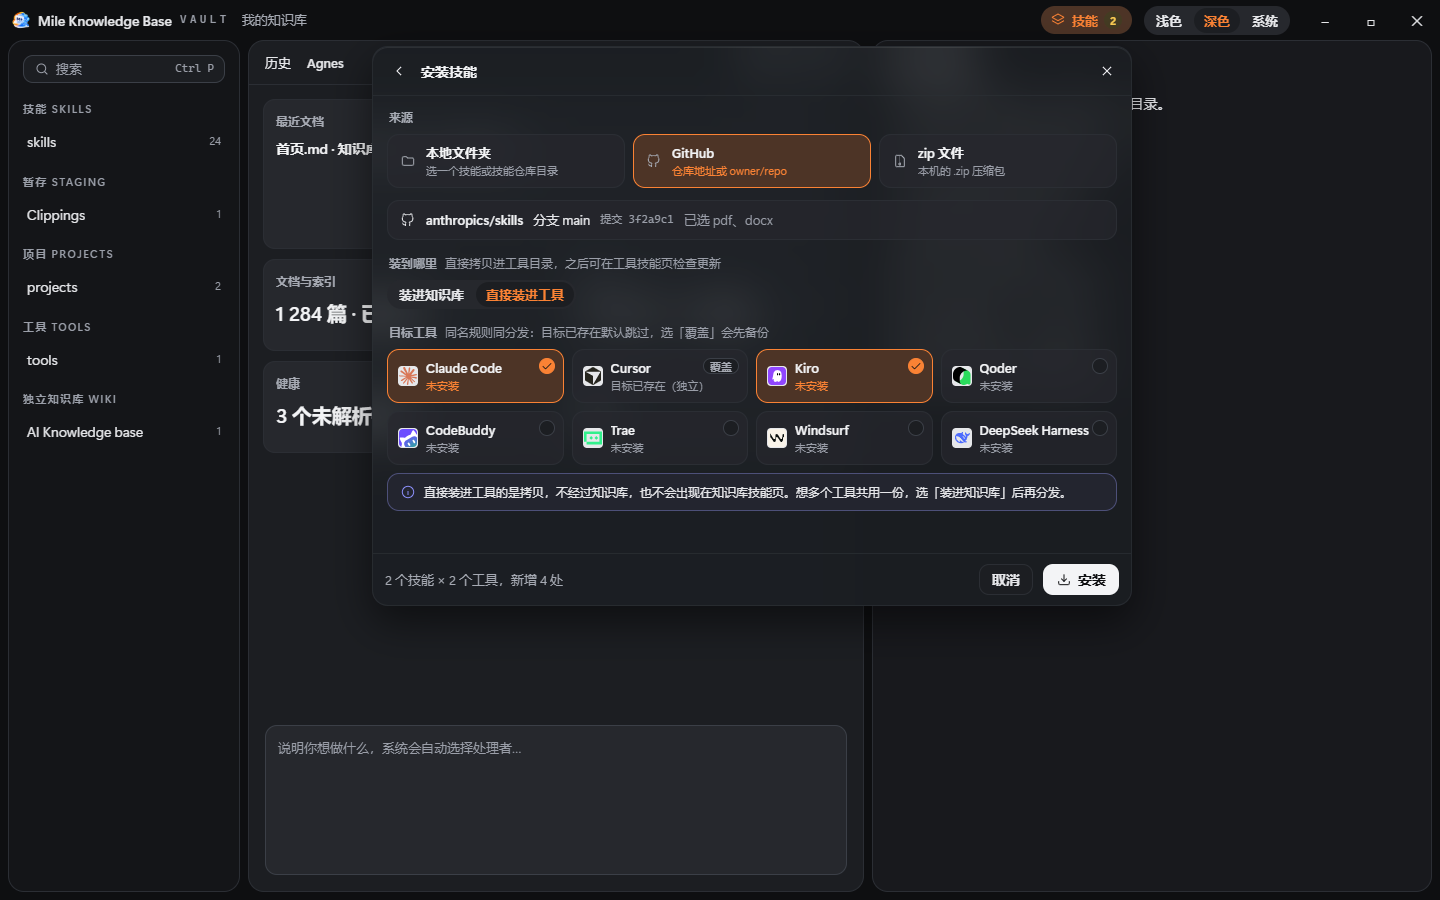 Mile Knowledge Base VAULT 我的知识库
技能 2
浅色 深色 系统
搜索 Ctrl P
技能 SKILLS
skills 24
暂存 STAGING
Clippings 1
项目 PROJECTS
projects 2
工具 TOOLS
tools 1
独立知识库 WIKI
AI Knowledge base 1
历史 Agnes
最近文档
首页.md · 知识库
文档与索引
1 284 篇 · 已
健康
3 个未解析
说明你想做什么，系统会自动选择处理者...
目录。
安装技能
来源
本地文件夹
选一个技能或技能仓库目录
GitHub
仓库地址或 owner/repo
zip 文件
本机的 .zip 压缩包
anthropics/skills 分支 main 提交 3f2a9c1 已选 pdf、docx
装到哪里 直接拷贝进工具目录，之后可在工具技能页检查更新
装进知识库 直接装进工具
目标工具 同名规则同分发：目标已存在默认跳过，选「覆盖」会先备份
Claude Code
未安装
Cursor 覆盖
目标已存在（独立）
Kiro
未安装
Qoder
未安装
CodeBuddy
未安装
Trae
未安装
Windsurf
未安装
DeepSeek Harness
未安装
直接装进工具的是拷贝，不经过知识库，也不会出现在知识库技能页。想多个工具共用一份，选「装进知识库」后再分发。
2 个技能 × 2 个工具，新增 4 处
取消 安装